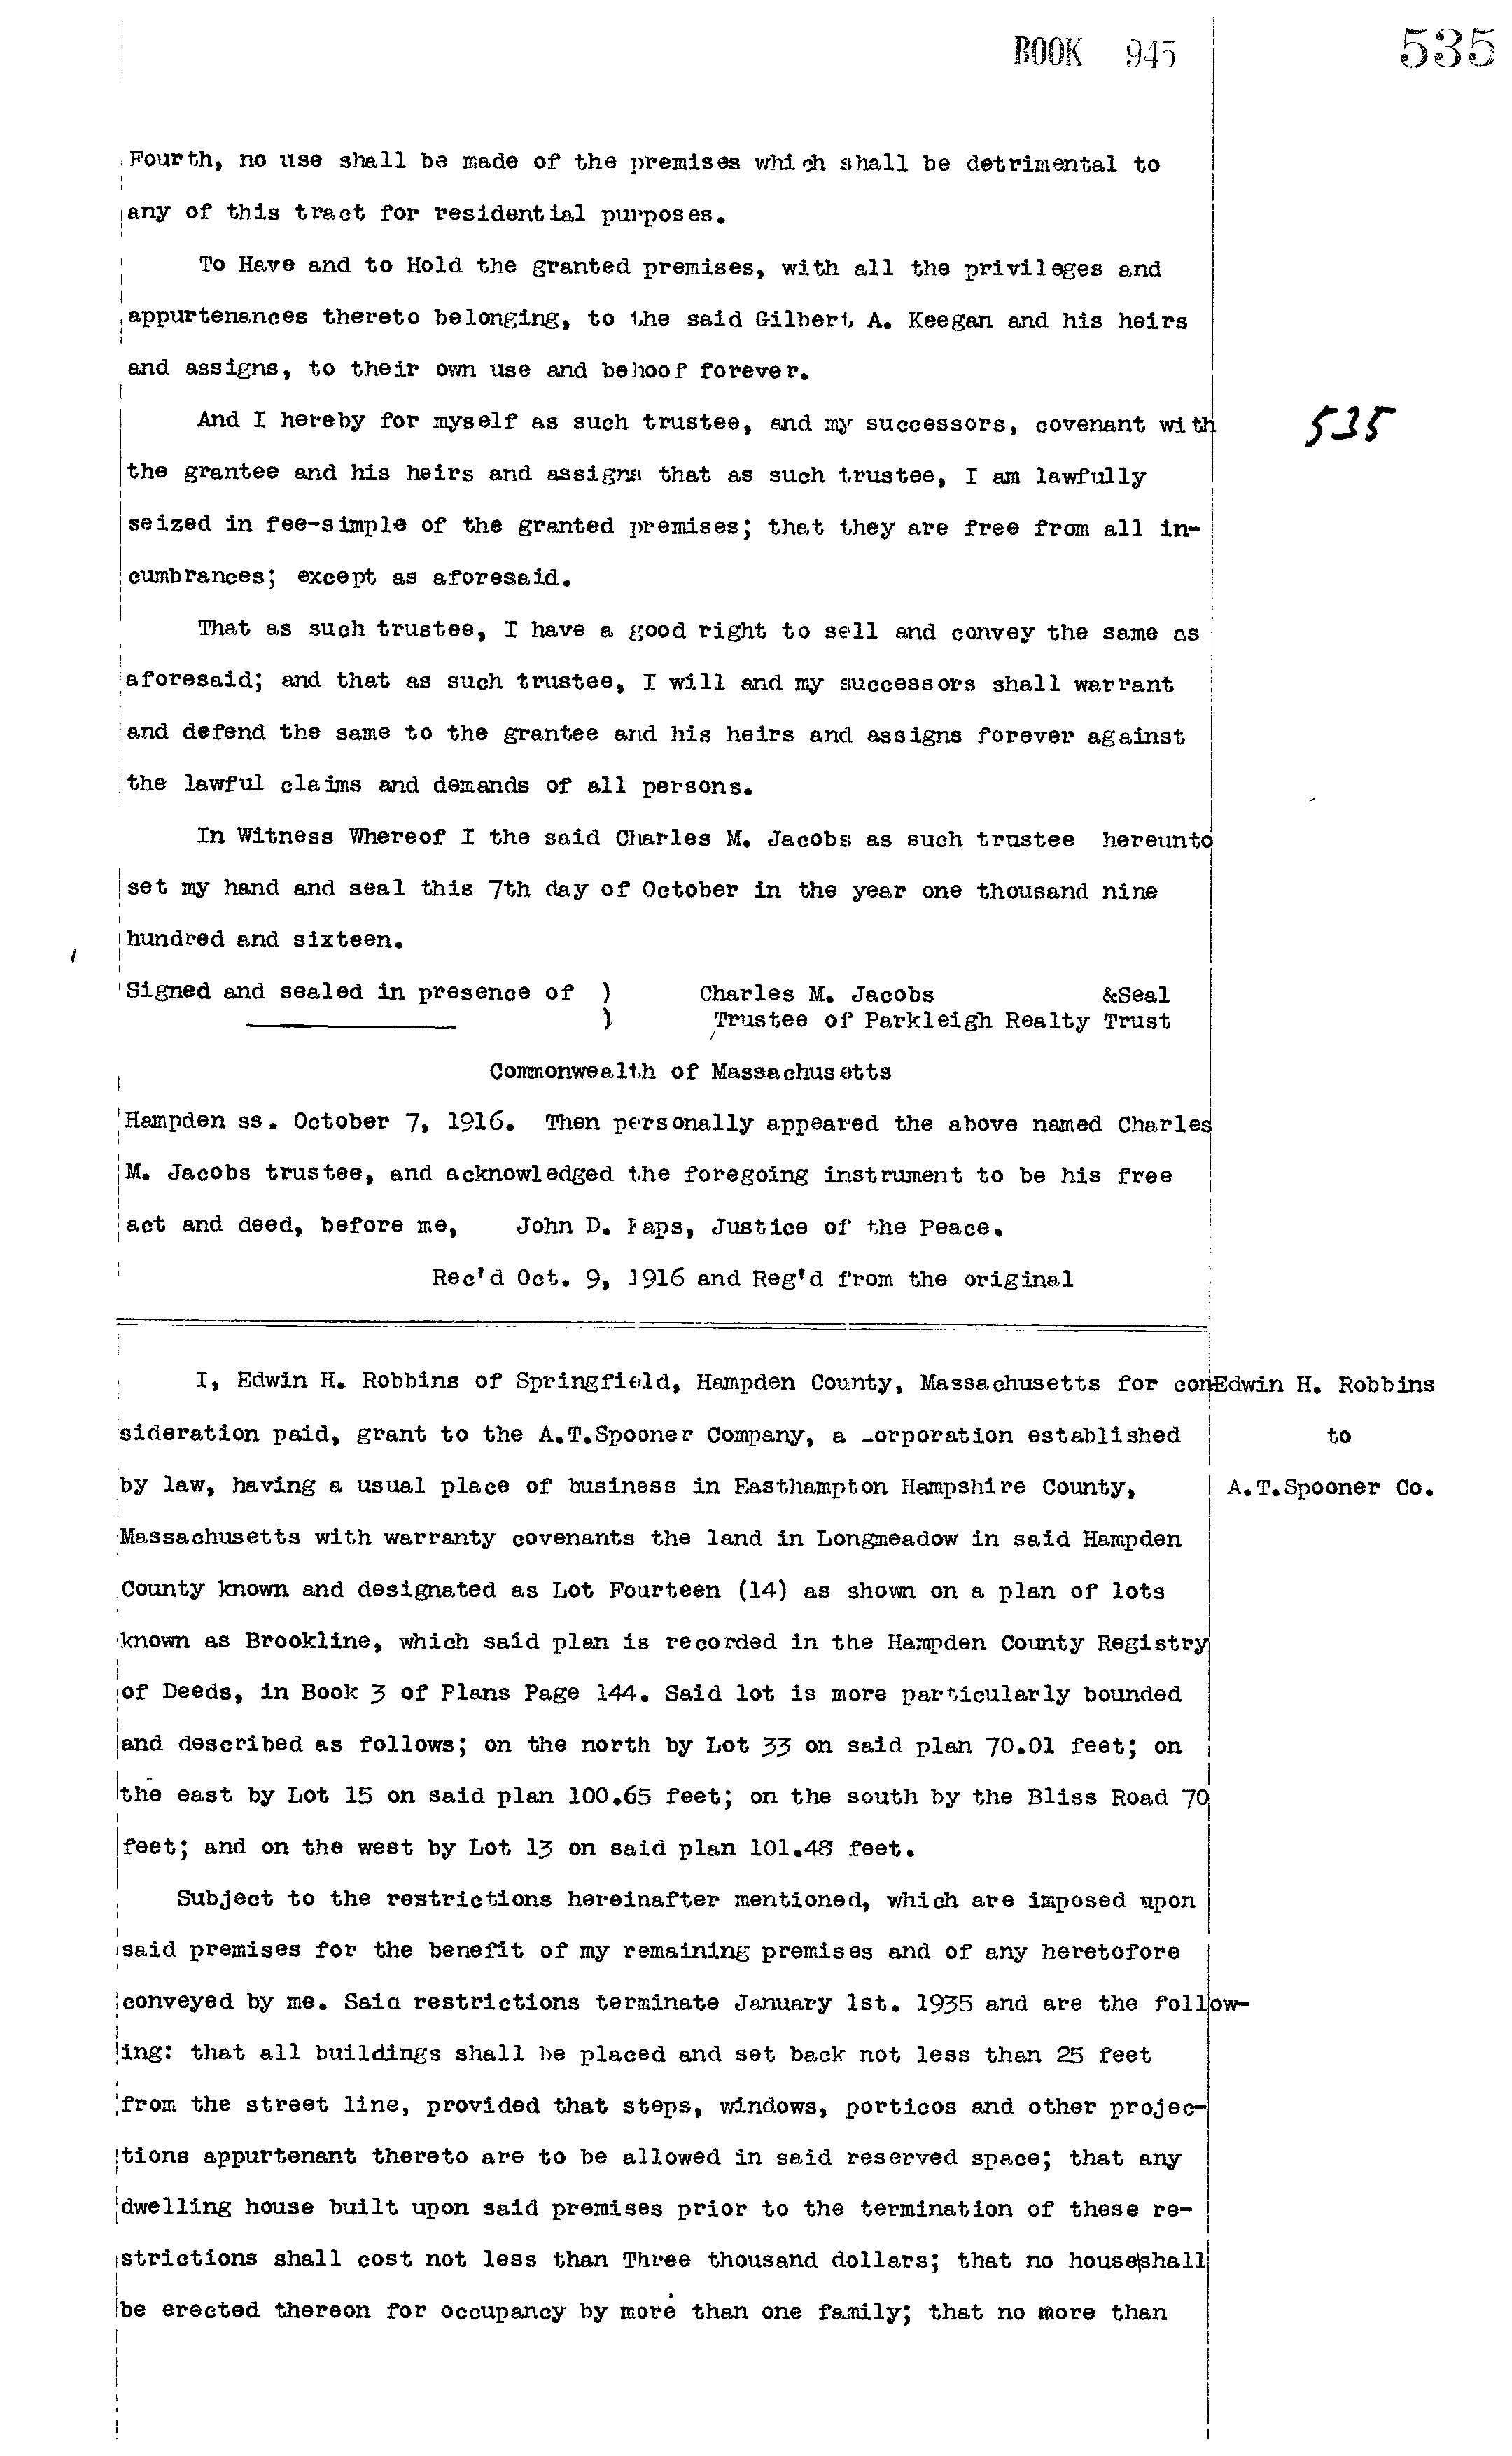 BOOK 945 535
Fourth, no use shall be made of the premises which shall be detrimental to
any of this tract for residential purposes.
To Have and to Hold the granted premises, with all the privileges and
appurtenances thereto belonging, to the said Gilbert A. Keegan and his heirs
and assigns, to their own use and behoof forever.
And I hereby for myself as such trustee, and my successors, covenant with
535
the grantee and his heirs and assigns that as such trustee, I am lawfully
seized in fee-simple of the granted premises; that they are free from all in-
cumbrances; except as aforesaid.
That as such trustee, I have a good right to sell and convey the same as
aforesaid; and that as such trustee, I will and my successors shall warrant
and defend the same to the grantee and his heirs and assigns forever against
the lawful claims and demands of all persons.
In Witness Whereof I the said Charles M. Jacobs as such trustee hereunto
set my hand and seal this 7th day of October in the year one thousand nine
hundred and sixteen.
Signed and sealed in presence of ) Charles M. Jacobs &Seal
) Trustee of Parkleigh Realty Trust
Commonwealth of Massachusetts
Hampden ss. October 7, 1916. Then personally appeared the above named Charles
M. Jacobs trustee, and acknowledged the foregoing instrument to be his free
act and deed, before me, John D. Justice of the Peace.
Rec'd Oct. 9, 1916 and Reg'd from the original
I, Edwin H. Robbins of Springfield, Hampden County, Massachusetts for con
Edwin H. Robbins
sideration paid, grant to the A.T.Spooner Company, a corporation established
to
by law, having a usual place of business in Easthampton Hampshire County,
A.T.Spooner Co.
Massachusetts with warranty covenants the land in Longmeadow in said Hampden
County known and designated as Lot Fourteen (14) as shown on a plan of lots
known as Brookline, which said plan is recorded in the Hampden County Registry
of Deeds, in Book 3 of Plans Page 144. Said lot is more particularly bounded
and described as follows; on the north by Lot 33 on said plan 70.01 feet; on
the east by Lot 15 on said plan 100.65 feet; on the south by the Bliss Road 70
feet; and on the west by Lot 13 on said plan 101.48 feet.
Subject to the restrictions hereinafter mentioned, which are imposed upon
said premises for the benefit of my remaining premises and of any heretofore
conveyed by me. Said restrictions terminate January 1st. 1935 and are the follow-
ing: that all buildings shall be placed and set back not less than 25 feet
from the street line, provided that steps, windows, porticos and other projec-
tions appurtenant thereto are to be allowed in said reserved space; that any
dwelling house built upon said premises prior to the termination of these re-
strictions shall cost not less than Three thousand dollars; that no house shall
be erected thereon for occupancy by more than one family; that no more than